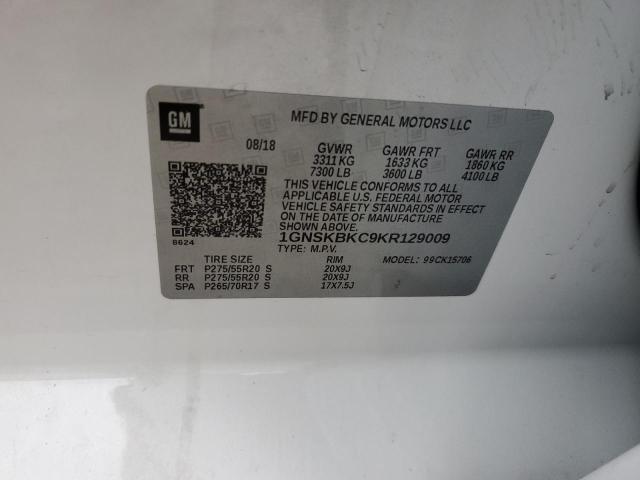 GM
MFD BY GENERAL MOTORS LLC
08/18 GVWR GAWR FRT GAWR RR
3311 KG 1633 KG 1860 KG
7300 LB 3600 LB 4100 LB
THIS VEHICLE CONFORMS TO ALL
APPLICABLE U.S. FEDERAL MOTOR
VEHICLE SAFETY STANDARDS IN EFFECT
ON THE DATE OF MANUFACTURE
SHOWN ABOVE.
1GNSKBKC9KR129009
8624
TYPE: M.P.V. MODEL: 99CK15706
TIRE SIZE RIM
FRT P275/55R20 S 20X9J
RR P275/55R20 S 20X9J
SPA P265/70R17 S 17X7.5J